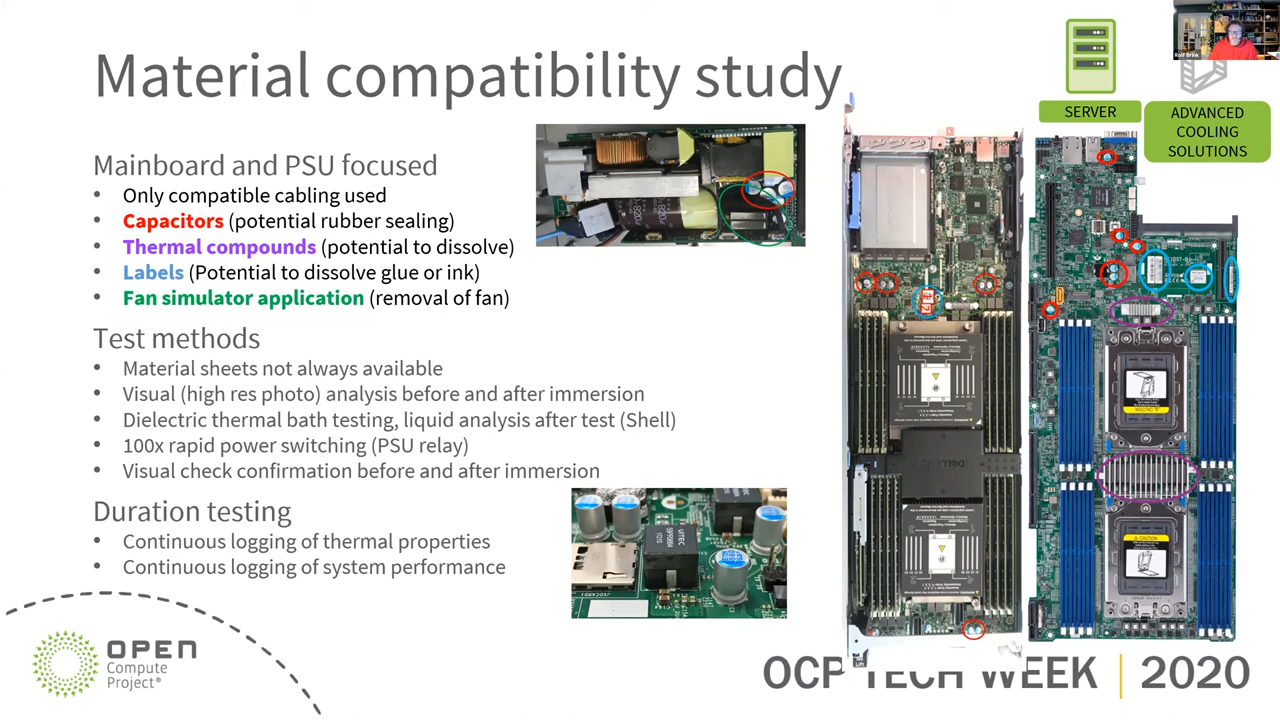 Rolf Brink
Material compatibility study
SERVER
ADVANCED
COOLING
SOLUTIONS
Mainboard and PSU focused
• Only compatible cabling used
• Capacitors (potential rubber sealing)
• Thermal compounds (potential to dissolve)
• Labels (Potential to dissolve glue or ink)
• Fan simulator application (removal of fan)
Test methods
• Material sheets not always available
• Visual (high res photo) analysis before and after immersion
• Dielectric thermal bath testing, liquid analysis after test (Shell)
• 100x rapid power switching (PSU relay)
• Visual check confirmation before and after immersion
Duration testing
• Continuous logging of thermal properties
• Continuous logging of system performance
CAUTION
CAUTION
OPEN
Compute
Project®
OCP TECH WEEK | 2020